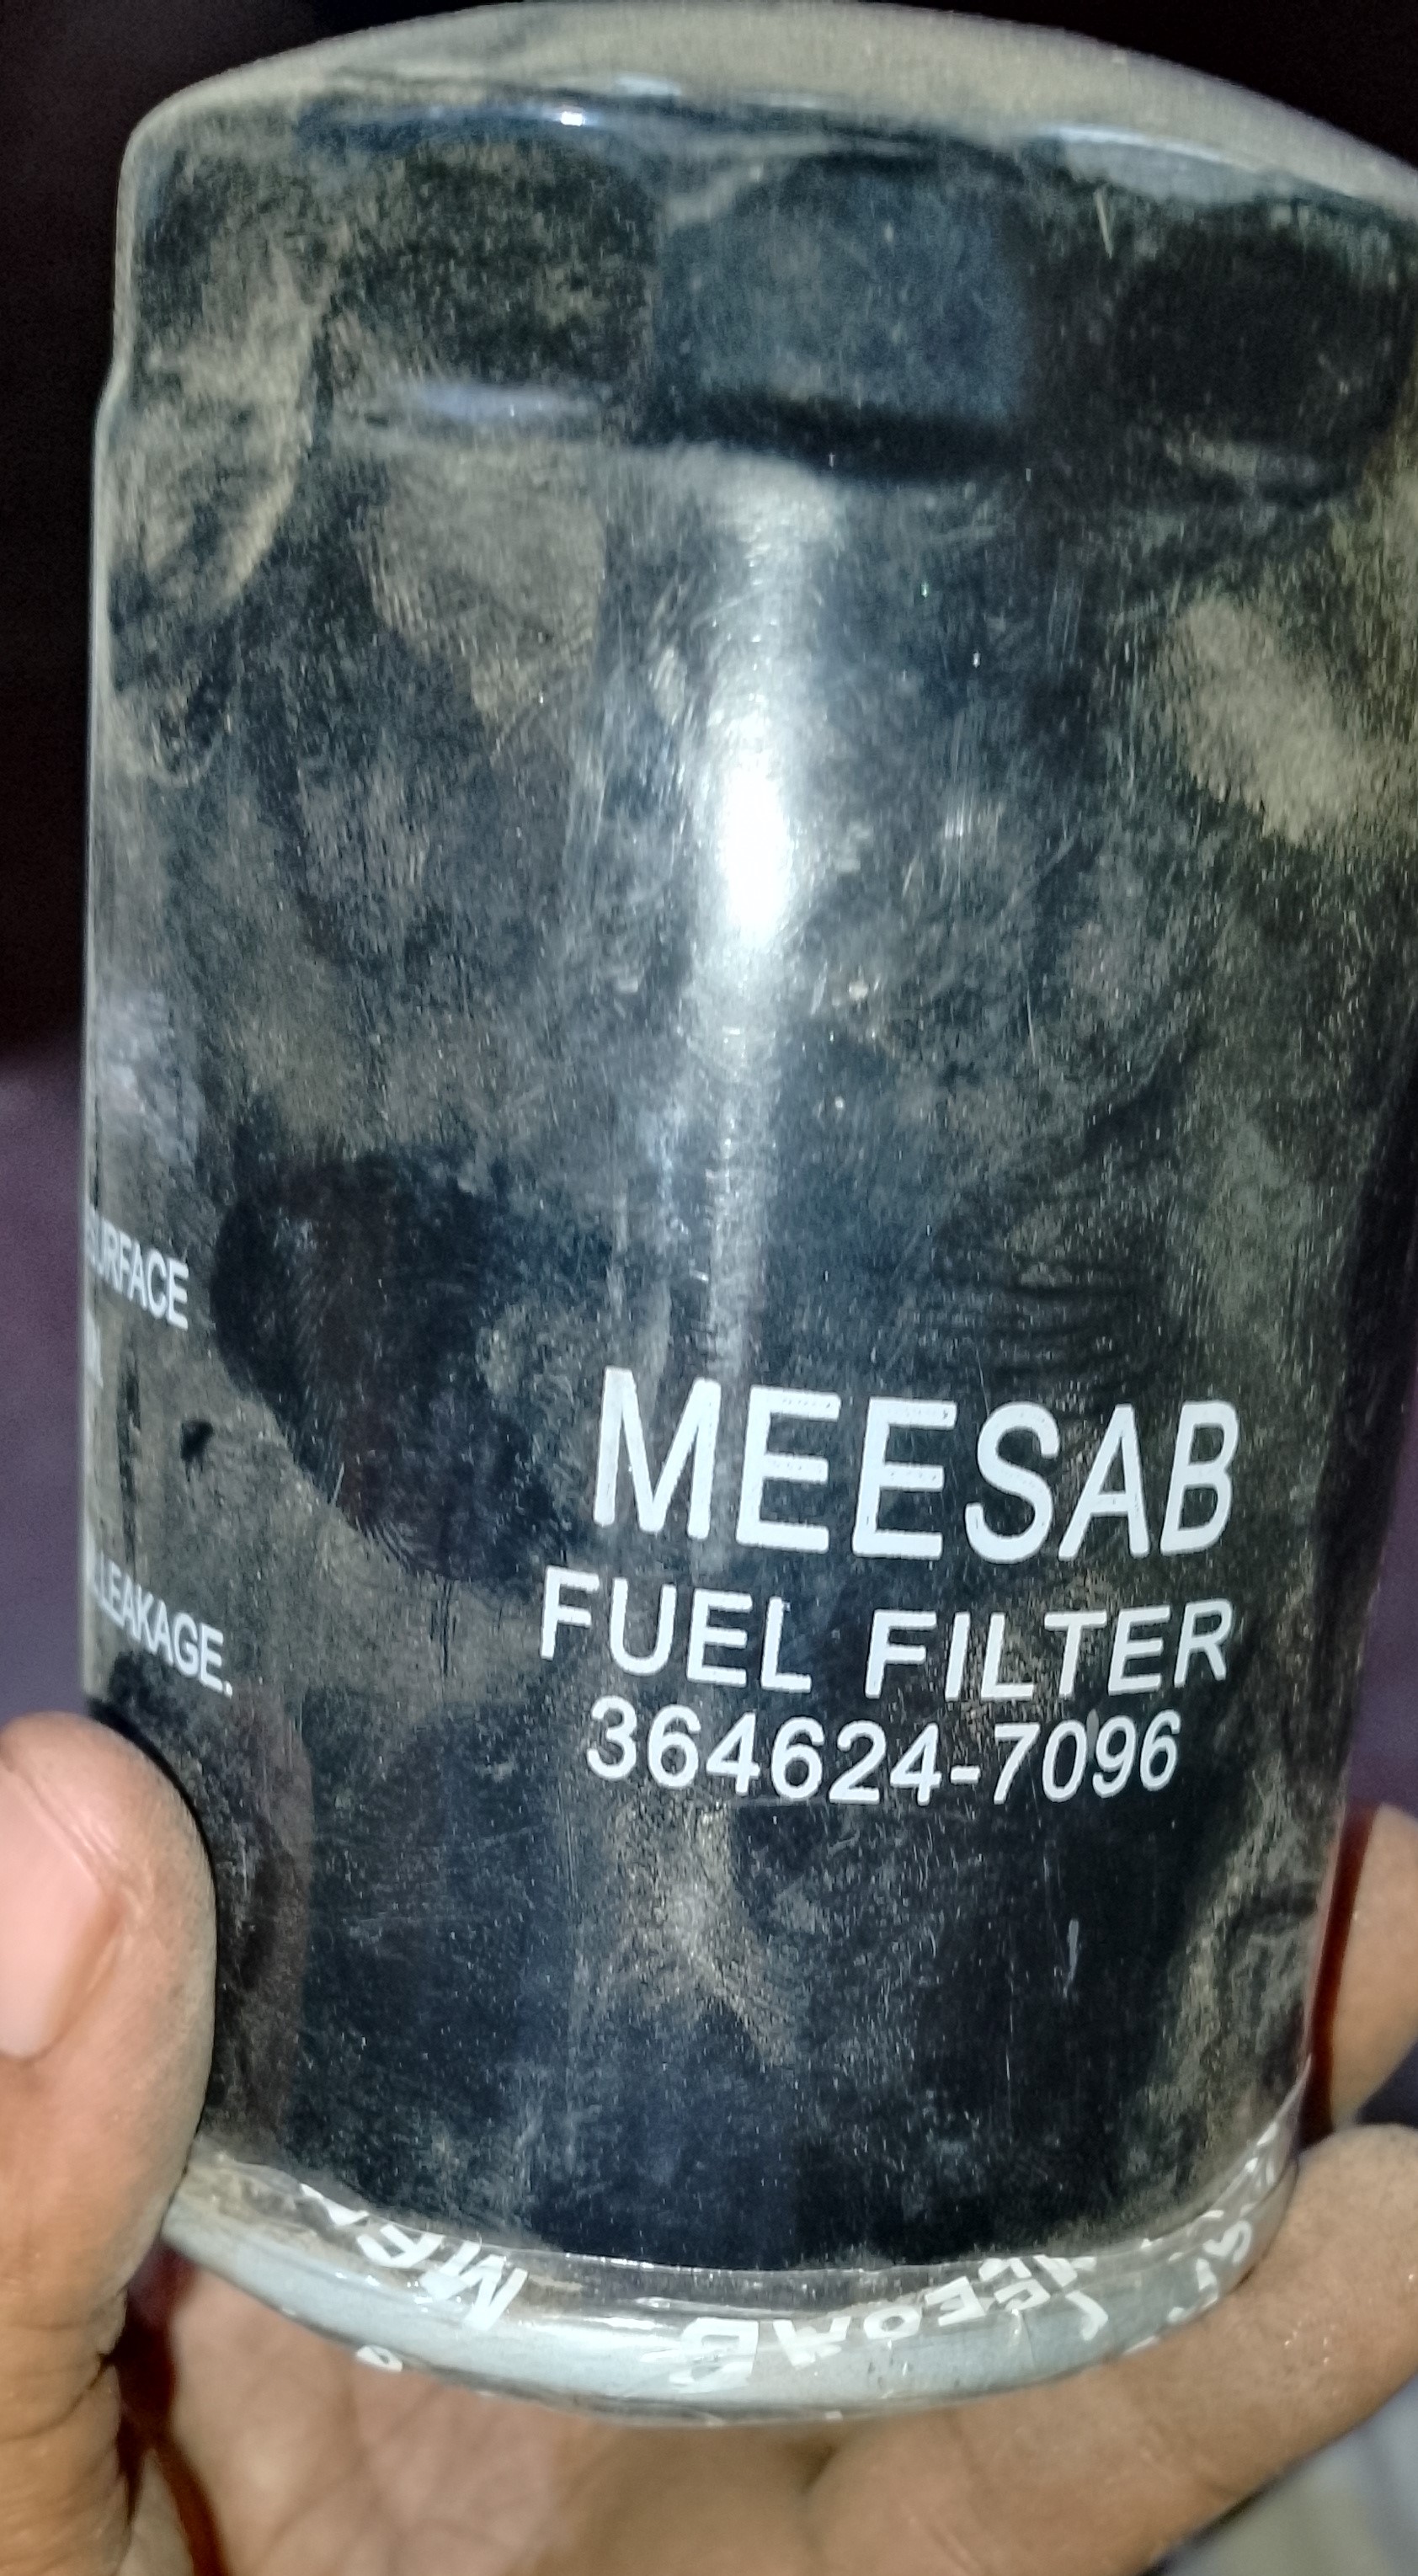 SURFACE
LEAKAGE.
MEESAB
FUEL FILTER
364624-7096